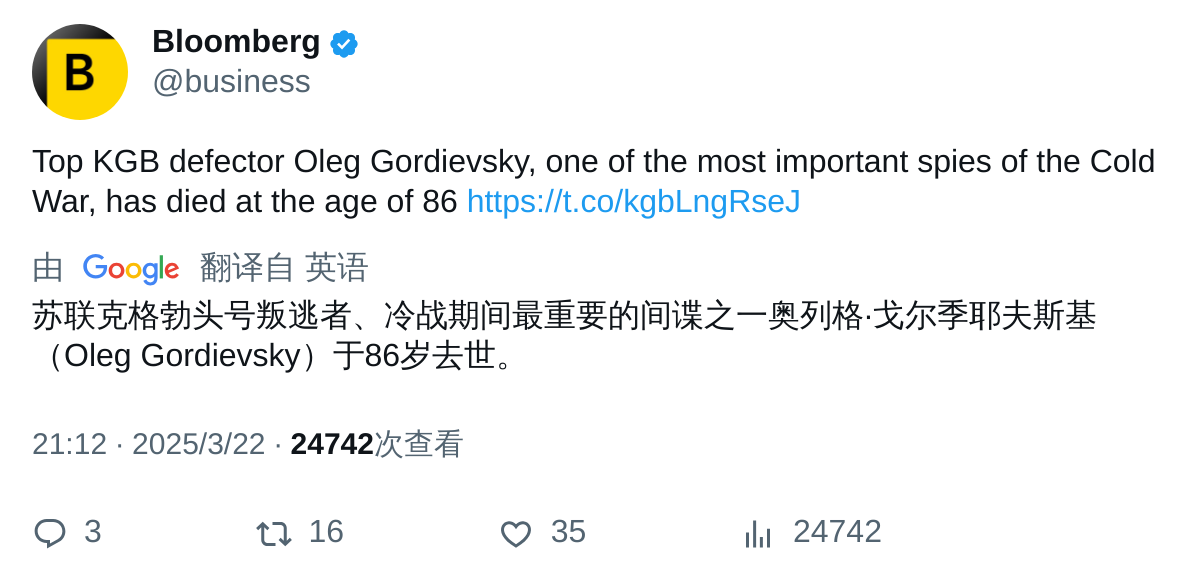 B
Bloomberg
@business
Top KGB defector Oleg Gordievsky, one of the most important spies of the Cold
War, has died at the age of 86 https://t.co/kgbLngRseJ
由 Google 翻译自 英语
苏联克格勃头号叛逃者、冷战期间最重要的间谍之一奥列格·戈尔季耶夫斯基
（Oleg Gordievsky）于86岁去世。
21:12 · 2025/3/22 · 24742次查看
3 16 35 24742